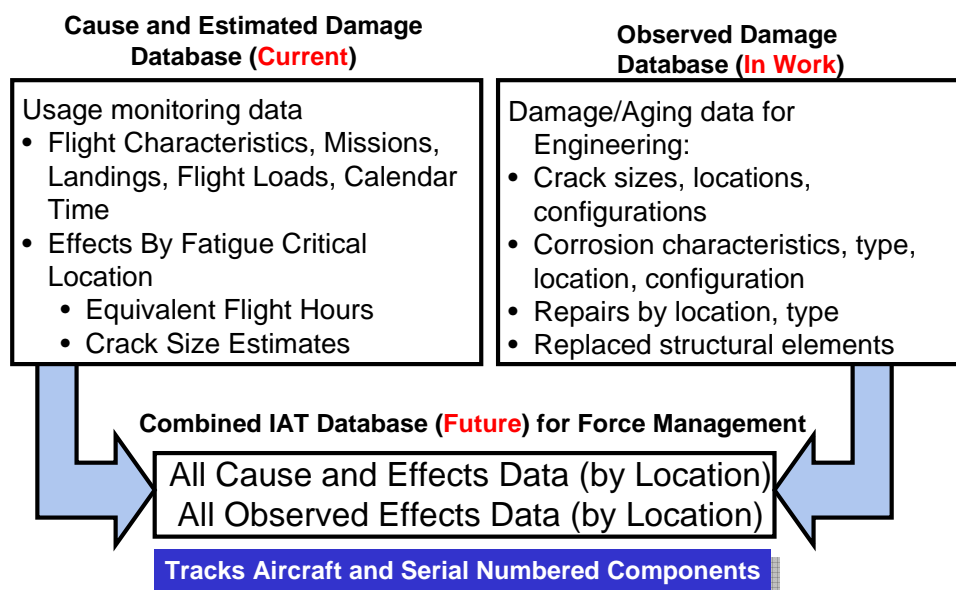 Cause and Estimated Damage
Database (Current)
Usage monitoring data
• Flight Characteristics, Missions,
Landings, Flight Loads, Calendar
Time
• Effects By Fatigue Critical
Location
• Equivalent Flight Hours
• Crack Size Estimates
Observed Damage
Database (In Work)
Damage/Aging data for
Engineering:
• Crack sizes, locations,
configurations
• Corrosion characteristics, type,
location, configuration
• Repairs by location, type
• Replaced structural elements
Combined IAT Database (Future) for Force Management
All Cause and Effects Data (by Location)
All Observed Effects Data (by Location)
Tracks Aircraft and Serial Numbered Components